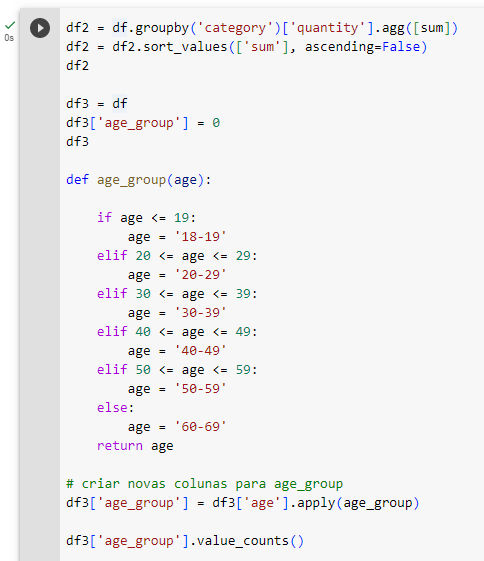 0s
df2 = df.groupby('category')['quantity'].agg([sum])
df2 = df2.sort_values(['sum'], ascending=False)
df2
df3 = df
df3['age_group'] = 0
df3
def age_group(age):
    if age <= 19:
        age = '18-19'
    elif 20 <= age <= 29:
        age = '20-29'
    elif 30 <= age <= 39:
        age = '30-39'
    elif 40 <= age <= 49:
        age = '40-49'
    elif 50 <= age <= 59:
        age = '50-59'
    else:
        age = '60-69'
    return age
# criar novas colunas para age_group
df3['age_group'] = df3['age'].apply(age_group)
df3['age_group'].value_counts()